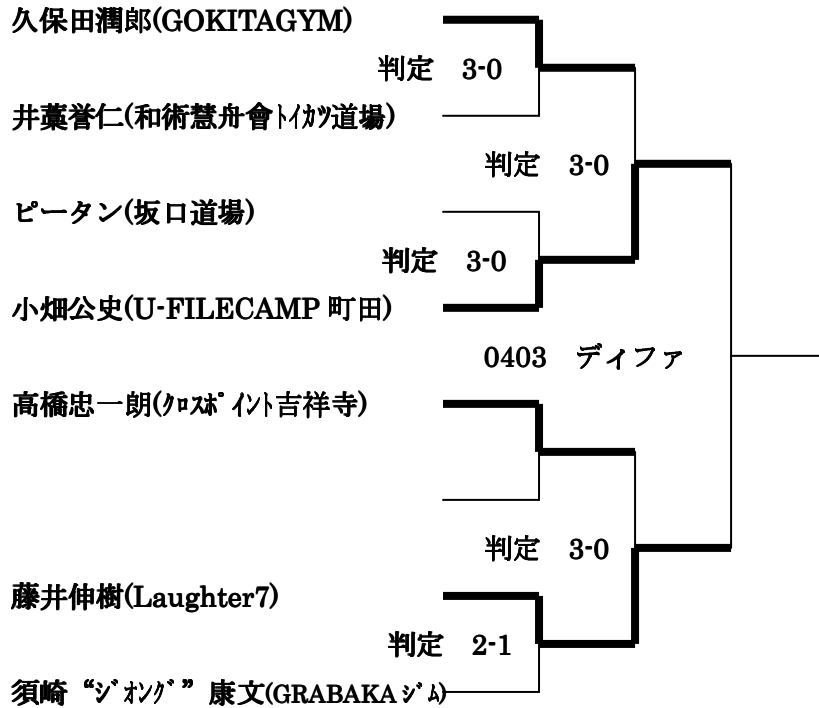 久保田潤郎(GOKITAGYM)
判定　3-0
井藁誉仁(和術慧舟會ﾄｲｶﾂ道場)
判定　3-0
ピータン(坂口道場)
判定　3-0
小畑公史(U-FILECAMP 町田)
0403　ディファ
高橋忠一朗(ｸﾛｽﾎﾟｲﾝﾄ吉祥寺)
判定　3-0
藤井伸樹(Laughter7)
判定　2-1
須崎“ｼﾞｵﾝｸﾞ”康文(GRABAKAｼﾞﾑ)